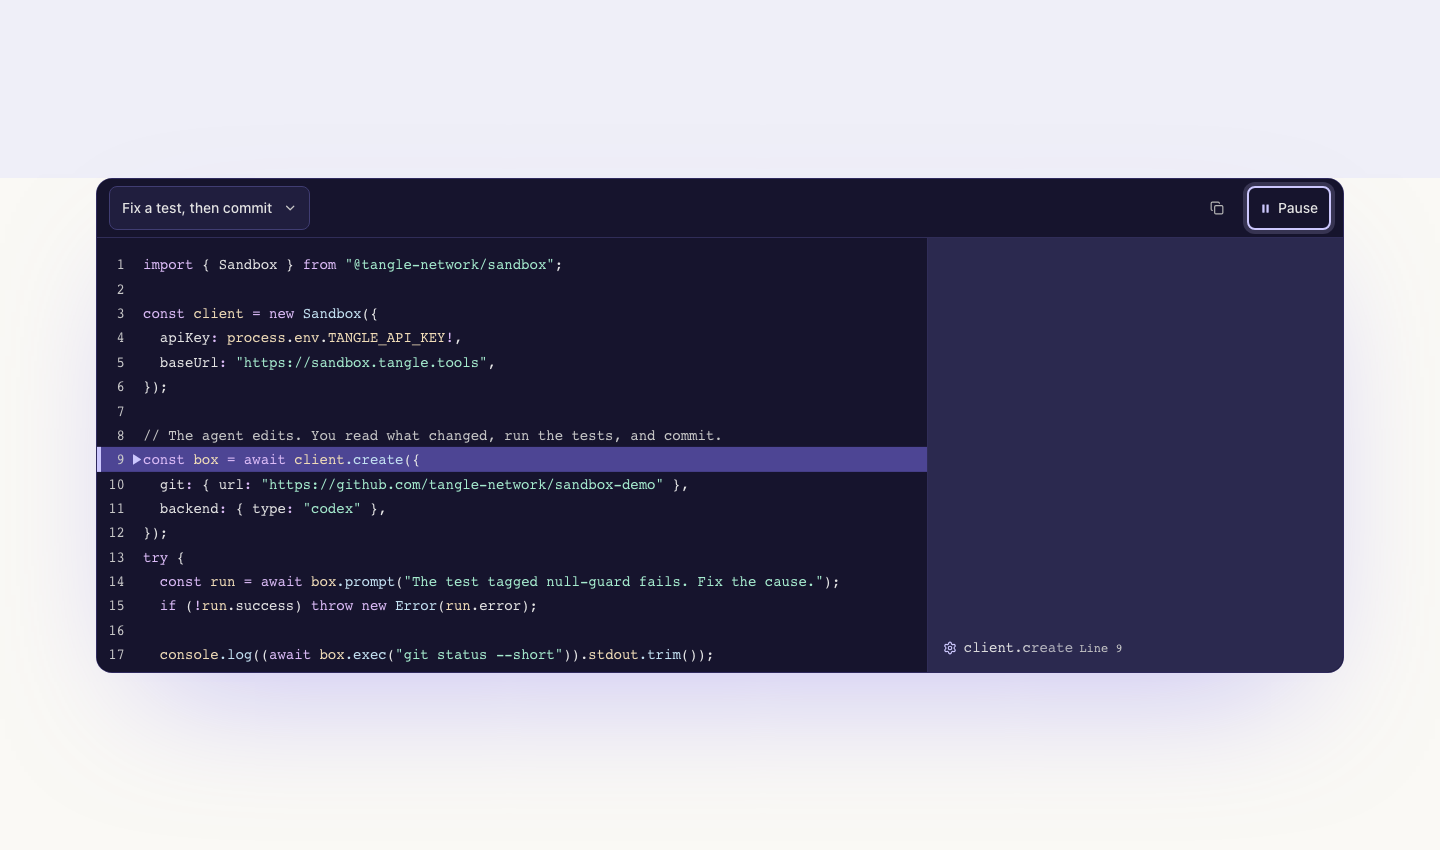 Fix a test, then commit
Pause
1 import { Sandbox } from "@tangle-network/sandbox";
2
3 const client = new Sandbox({
4   apiKey: process.env.TANGLE_API_KEY!,
5   baseUrl: "https://sandbox.tangle.tools",
6 });
7
8 // The agent edits. You read what changed, run the tests, and commit.
9 const box = await client.create({
10   git: { url: "https://github.com/tangle-network/sandbox-demo" },
11   backend: { type: "codex" },
12 });
13 try {
14   const run = await box.prompt("The test tagged null-guard fails. Fix the cause.");
15   if (!run.success) throw new Error(run.error);
16
17   console.log((await box.exec("git status --short")).stdout.trim());
client.create Line 9